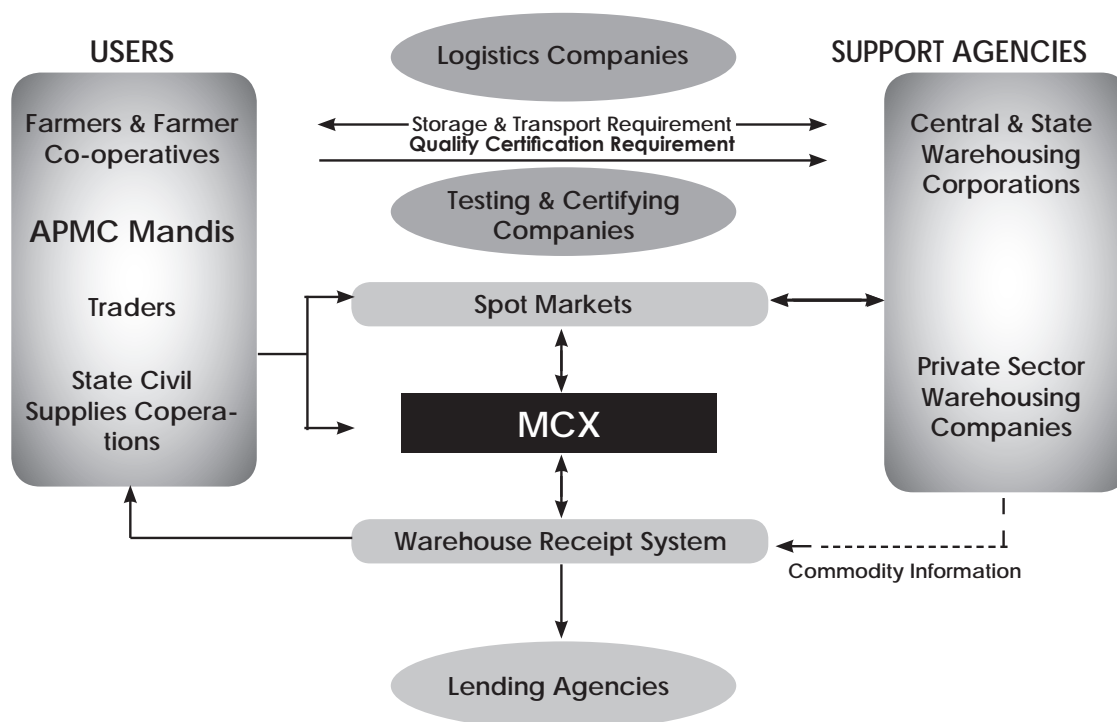 USERS
Farmers & Farmer
Co-operatives
APMC Mandis
Traders
State Civil
Supplies Copera-
tions
Logistics Companies
Storage & Transport Requirement
Quality Certification Requirement
Testing & Certifying
Companies
Spot Markets
MCX
Warehouse Receipt System
Lending Agencies
SUPPORT AGENCIES
Central & State
Warehousing
Corporations
Private Sector
Warehousing
Companies
Commodity Information